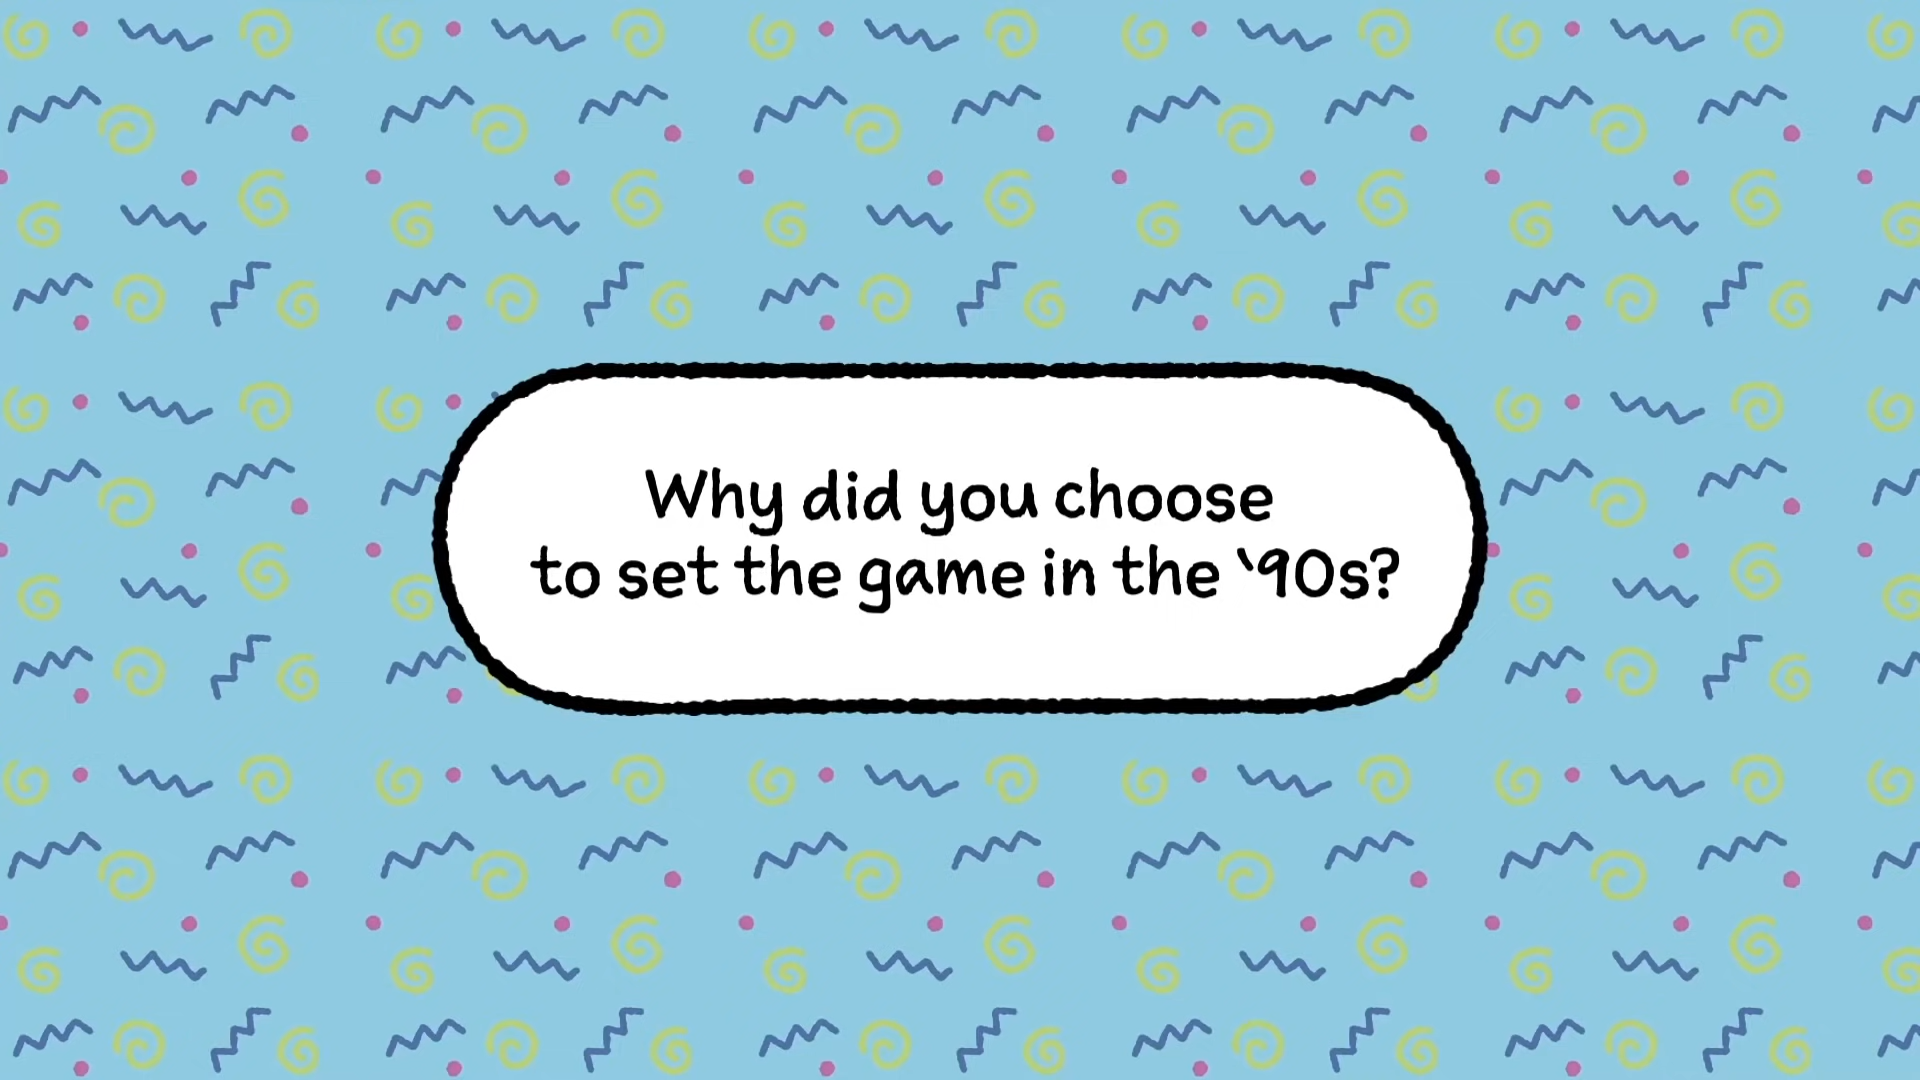 Why did you choose
to set the game in the ‘90s?